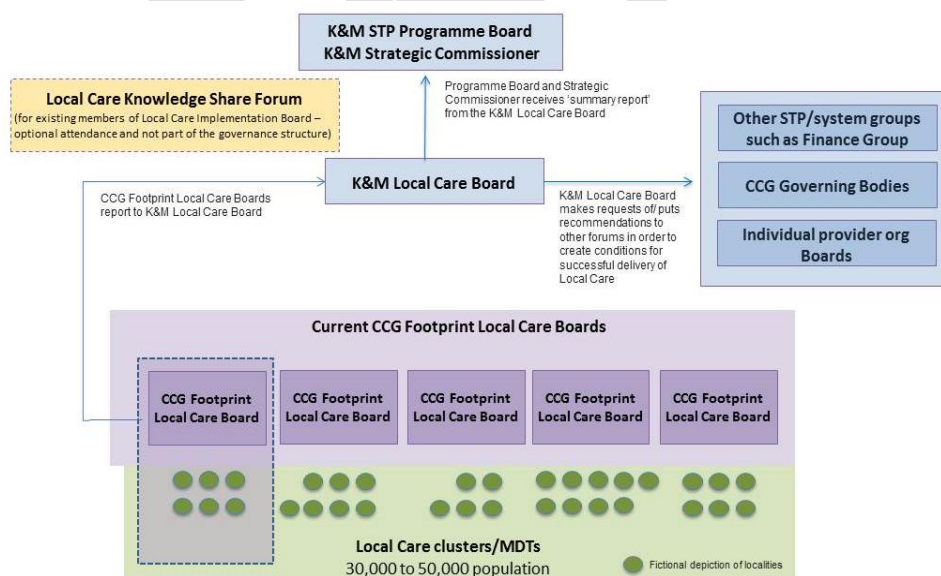 K&M STP Programme Board
K&M Strategic Commissioner
Local Care Knowledge Share Forum
(for existing members of Local Care Implementation Board –
optional attendance and not part of the governance structure)
Programme Board and Strategic
Commissioner receives 'summary report'
from the K&M Local Care Board
Other STP/system groups
such as Finance Group
CCG Governing Bodies
Individual provider org
Boards
K&M Local Care Board
CCG Footprint Local Care Boards
report to K&M Local Care Board
K&M Local Care Board
makes requests of/ puts
recommendations to
other forums in order to
create conditions for
successful delivery of
Local Care
Current CCG Footprint Local Care Boards
CCG Footprint
Local Care Board
CCG Footprint
Local Care Board
CCG Footprint
Local Care Board
CCG Footprint
Local Care Board
CCG Footprint
Local Care Board
Local Care clusters/MDTs
30,000 to 50,000 population
Fictional depiction of localities